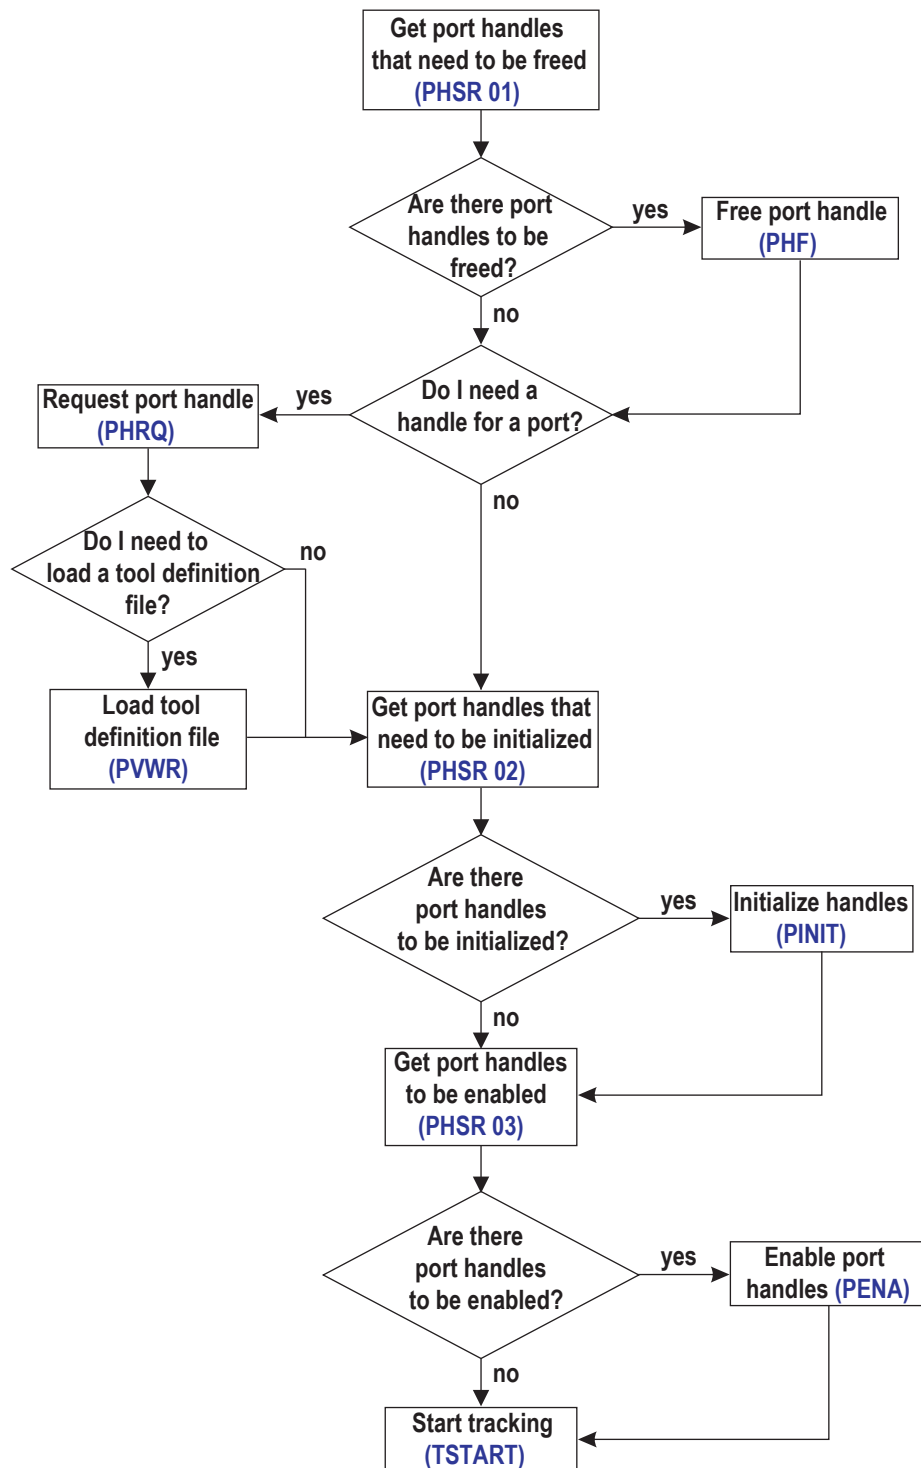 Get port handles
that need to be freed
(PHSR 01)
Are there port
handles to be
freed?
yes
Free port handle
(PHF)
no
Do I need a
handle for a port?
yes
Request port handle
(PHRQ)
no
Do I need to
load a tool definition
file?
no
yes
Load tool
definition file
(PVWR)
Get port handles that
need to be initialized
(PHSR 02)
Are there
port handles
to be initialized?
yes
Initialize handles
(PINIT)
no
Get port handles
to be enabled
(PHSR 03)
Are there
port handles
to be enabled?
yes
Enable port
handles (PENA)
no
Start tracking
(TSTART)